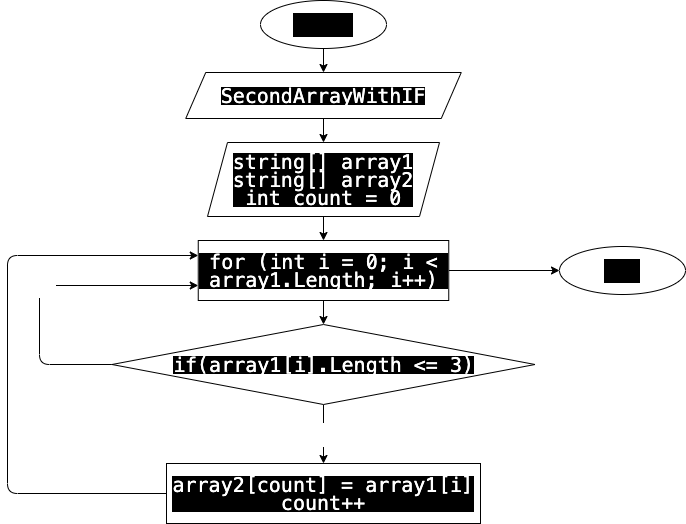 SecondArrayWithIF
string[] array1
string[] array2
int count = 0
for (int i = 0; i <
array1.Length; i++)
if(array1[i].Length <= 3)
array2[count] = array1[i]
count++